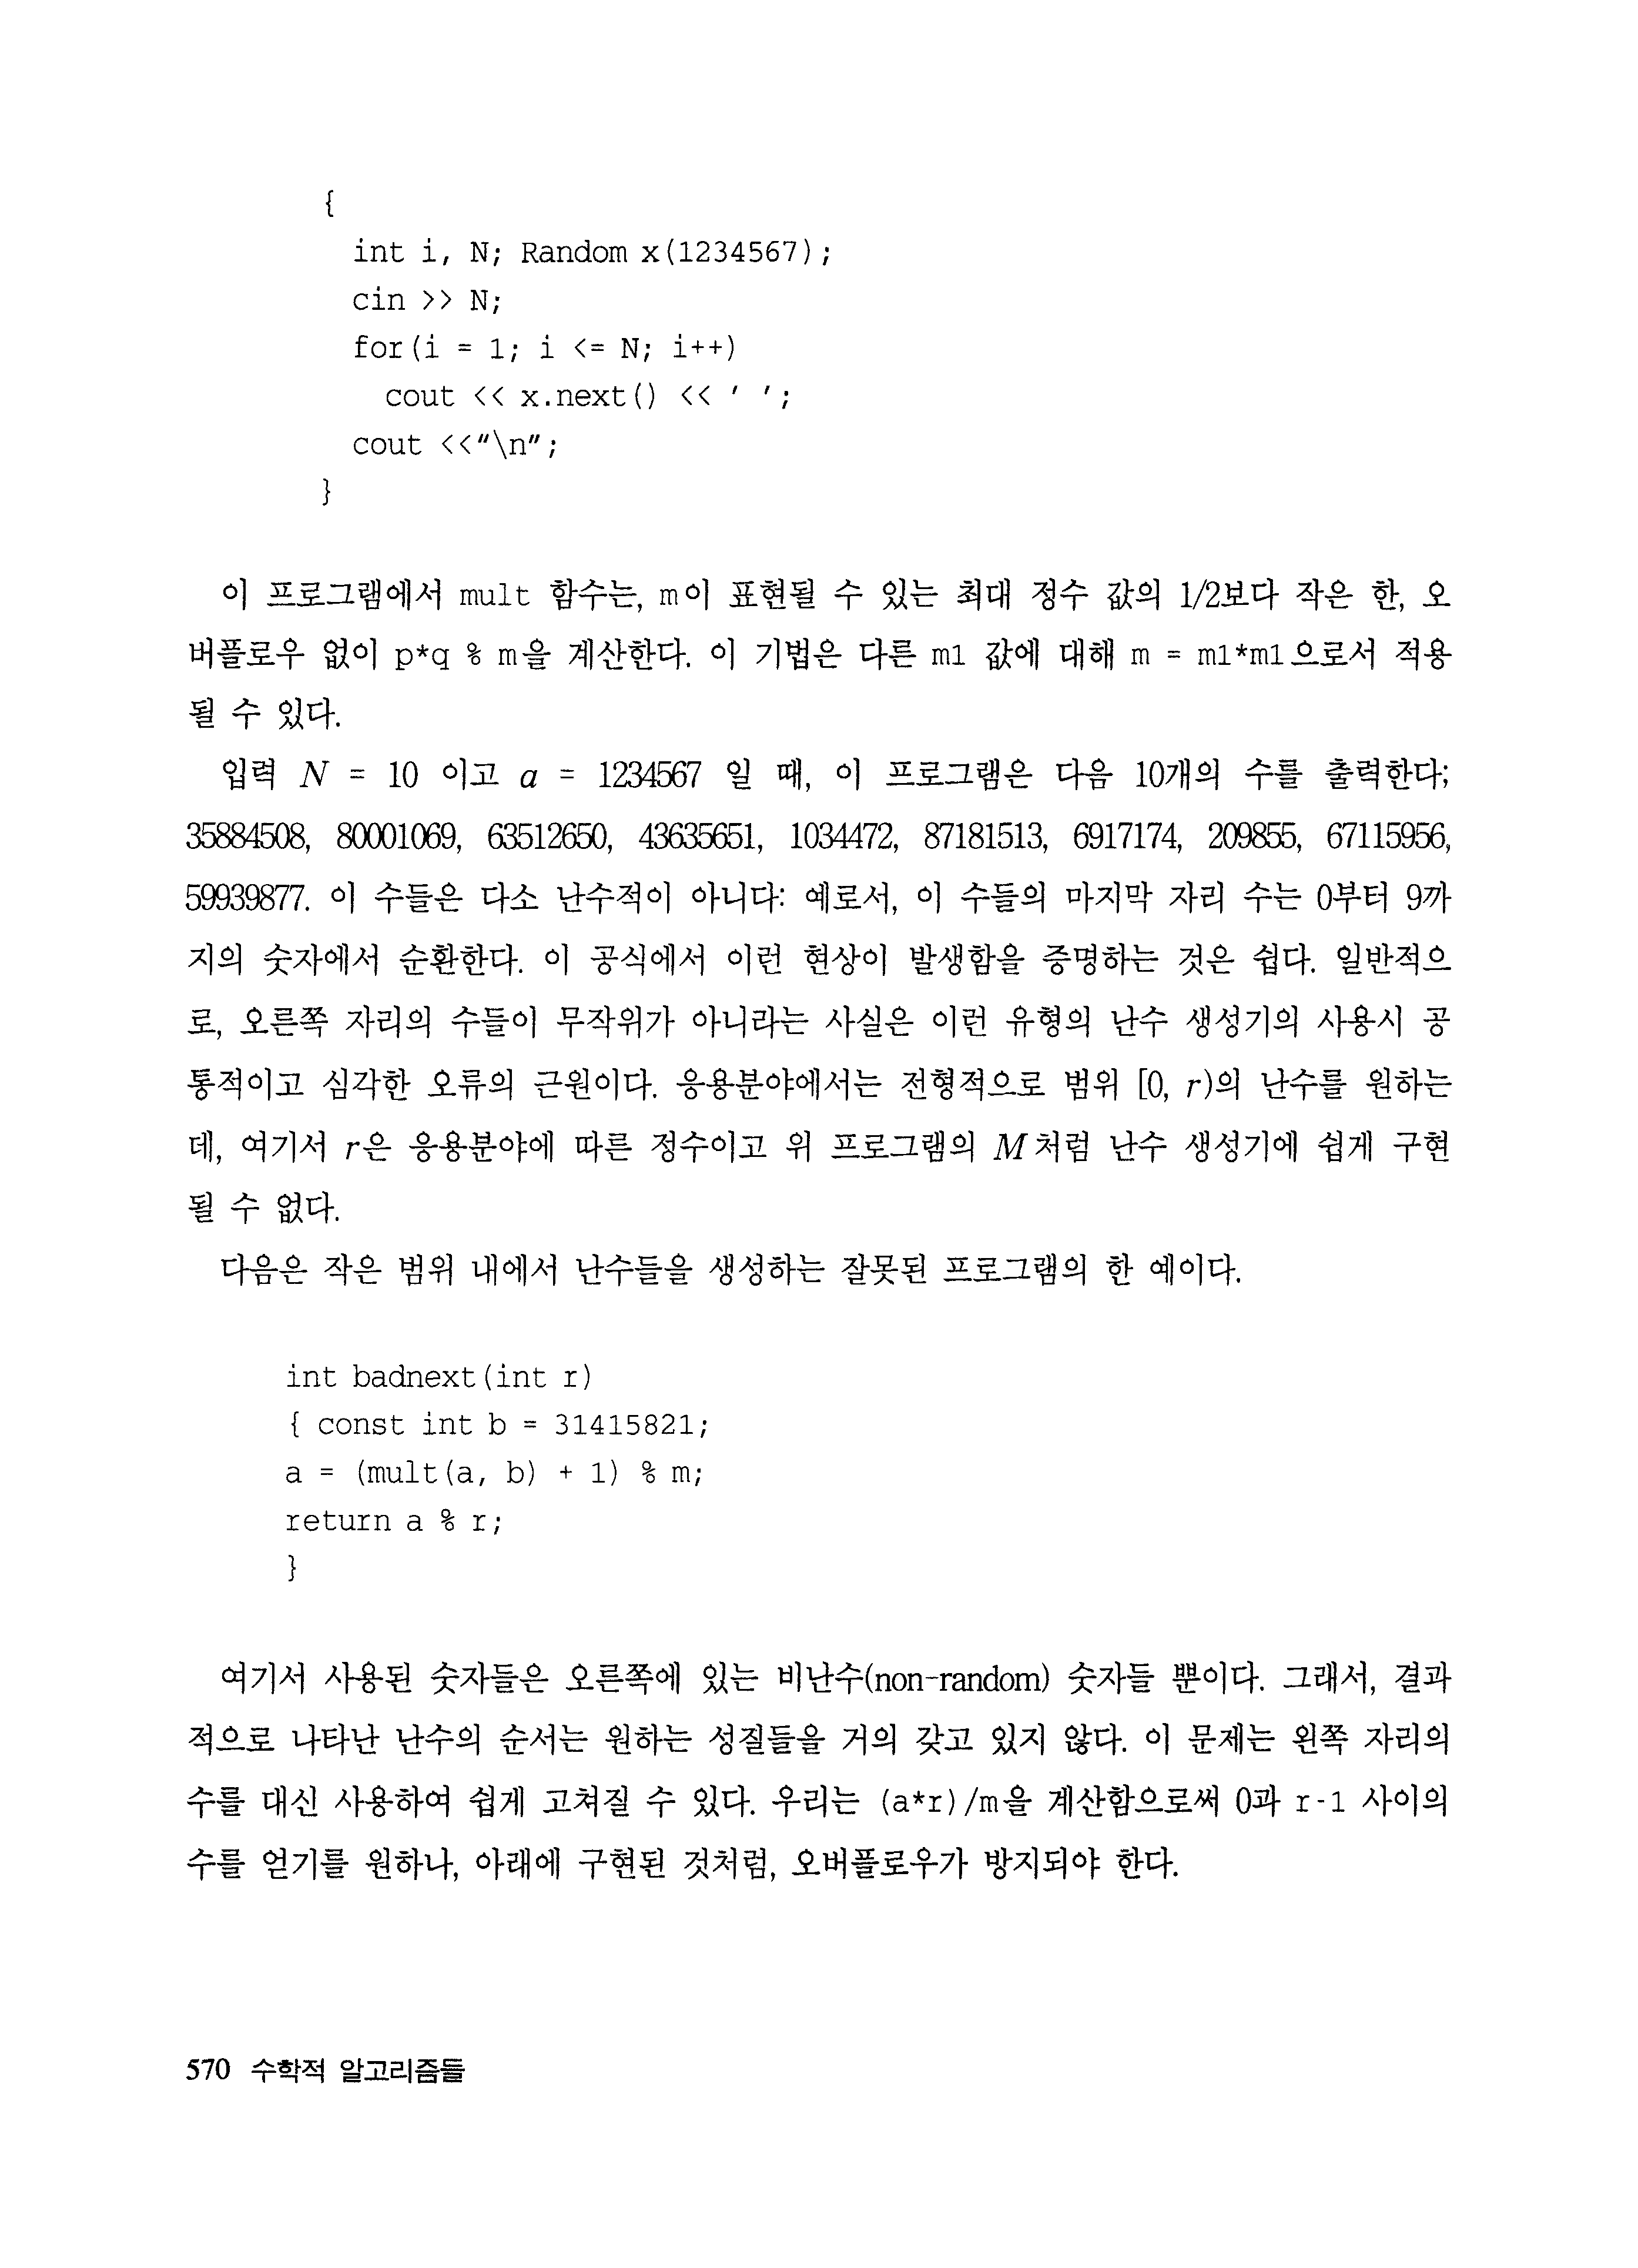 {
int i, N; Random x(1234567);
cin >> N;
for(i = 1; i <= N; i++)
cout << x.next() << ' ';
cout <<"\n";
}
이 프로그램에서 mult 함수는, m이 표현될 수 있는 최대 정수 값의 1/2보다 작은 한, 오
버플로우 없이 p*q % m을 계산한다. 이 기법은 다른 m1 값에 대해 m = m1*m1으로서 적용
될 수 있다.
입력 N = 10 이고 a = 1234567 일 때, 이 프로그램은 다음 10개의 수를 출력한다;
35884508, 80001069, 63512650, 43635651, 1034472, 87181513, 6917174, 209855, 67115956,
59939877. 이 수들은 다소 난수적이 아니다: 예로서, 이 수들의 마지막 자리 수는 0부터 9까
지의 숫자에서 순환한다. 이 공식에서 이런 현상이 발생함을 증명하는 것은 쉽다. 일반적으
로, 오른쪽 자리의 수들이 무작위가 아니라는 사실은 이런 유형의 난수 생성기의 사용시 공
통적이고 심각한 오류의 근원이다. 응용분야에서는 전형적으로 범위 [0, r)의 난수를 원하는
데, 여기서 r은 응용분야에 따른 정수이고 위 프로그램의 M처럼 난수 생성기에 쉽게 구현
될 수 없다.
다음은 작은 범위 내에서 난수들을 생성하는 잘못된 프로그램의 한 예이다.
int badnext(int r)
{ const int b = 31415821;
a = (mult(a, b) + 1) % m;
return a % r;
}
여기서 사용된 숫자들은 오른쪽에 있는 비난수(non-random) 숫자들 뿐이다. 그래서, 결과
적으로 나타난 난수의 순서는 원하는 성질들을 거의 갖고 있지 않다. 이 문제는 왼쪽 자리의
수를 대신 사용하여 쉽게 고쳐질 수 있다. 우리는 (a*r)/m을 계산함으로써 0과 r-1 사이의
수를 얻기를 원하나, 아래에 구현된 것처럼, 오버플로우가 방지되야 한다.
570 수학적 알고리즘들